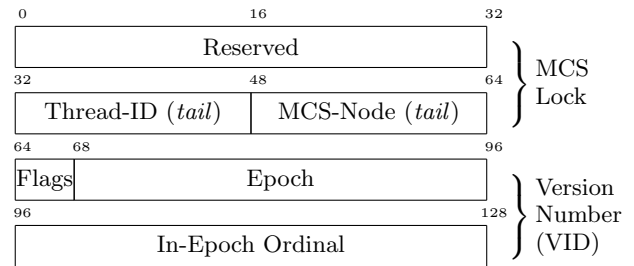 0 16 32
Reserved
32 48 64
Thread-ID (tail) MCS-Node (tail)
MCS
Lock
64 68 96
Flags Epoch
96 128
In-Epoch Ordinal
Version
Number
(VID)